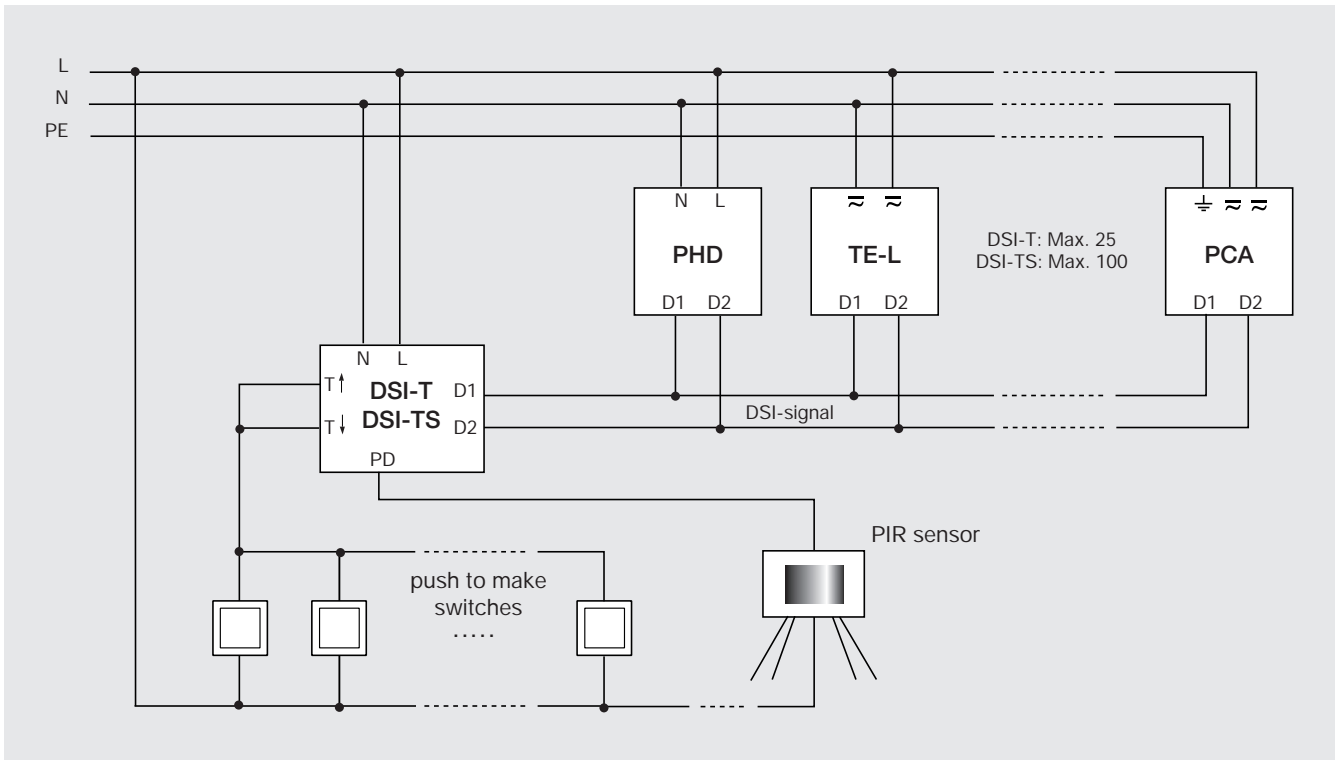 L
N
PE
N L
PHD
D1 D2
TE-L
D1 D2
DSI-T: Max. 25
DSI-TS: Max. 100
PCA
D1 D2
N L
T↑ DSI-T D1
T↓ DSI-TS D2
PD
DSI-signal
PIR sensor
push to make
switches
.....